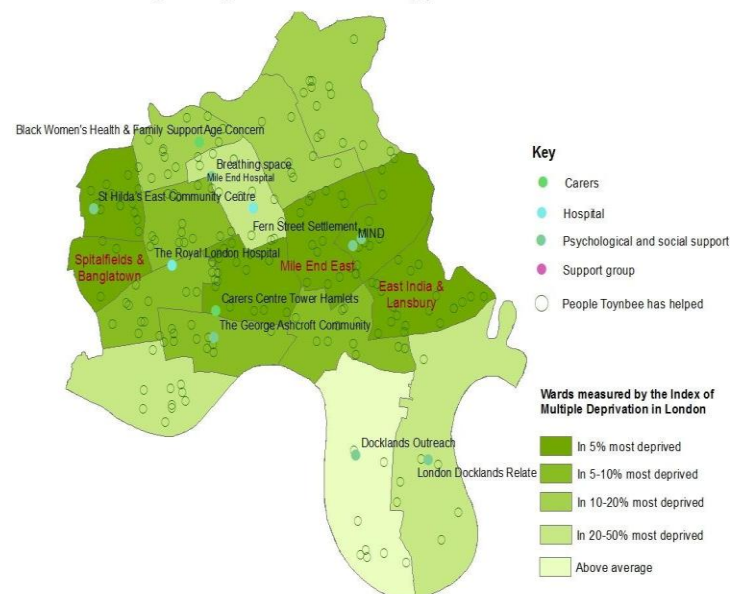 Black Women's Health & Family Support
Age Concern
Breathing space
Mile End Hospital
St Hilda's East Community Centre
Fern Street Settlement
MIND
Spitalfields &
Banglatown
The Royal London Hospital
Mile End East
East India &
Lansbury
Carers Centre Tower Hamlets
The George Ashcroft Community
Docklands Outreach
London Docklands Relate
Key
Carers
Hospital
Psychological and social support
Support group
People Toynbee has helped
Wards measured by the Index of
Multiple Deprivation in London
In 5% most deprived
In 5-10% most deprived
In 10-20% most deprived
In 20-50% most deprived
Above average